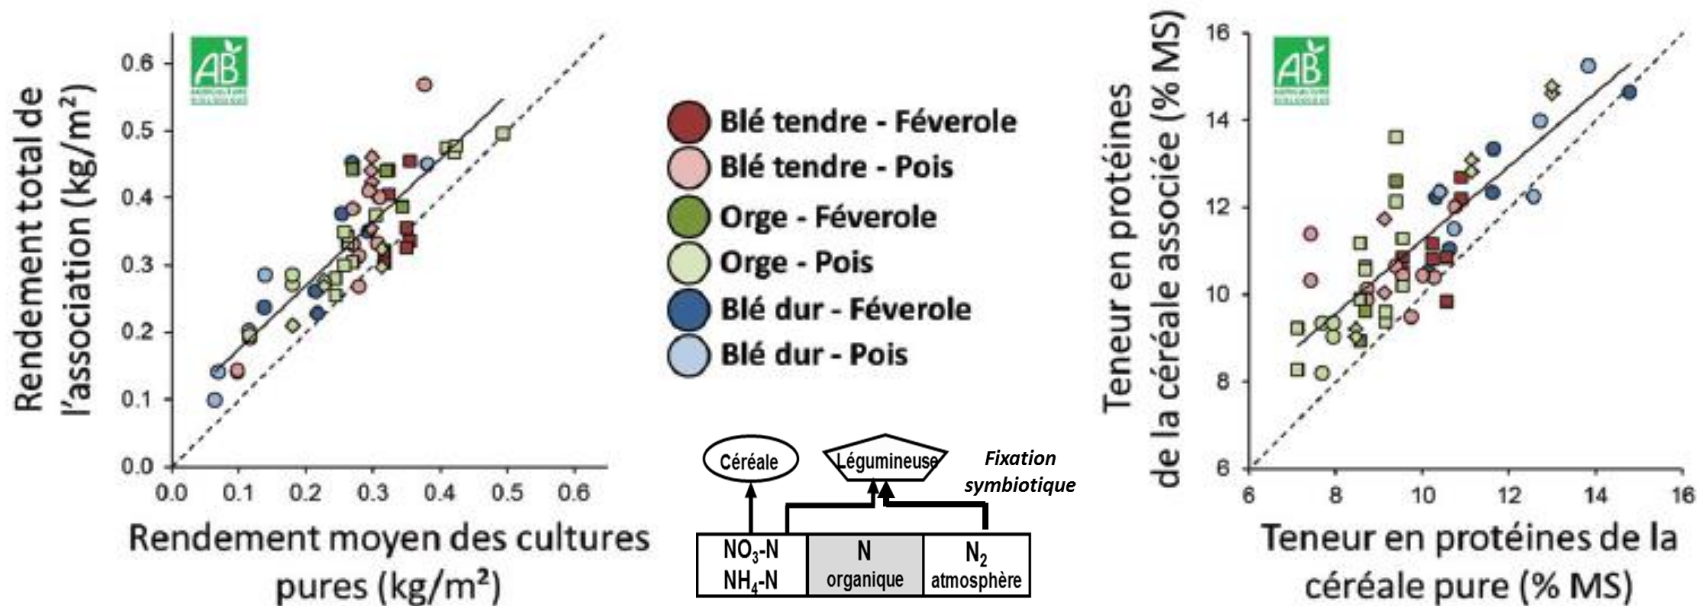 Rendement total de
l'association (kg/m²)
0.6
0.5
0.4
0.3
0.2
0.1
0.0
0.0 0.1 0.2 0.3 0.4 0.5 0.6
Rendement moyen des cultures
pures (kg/m²)
AB
AGRICULTURE
BIOLOGIQUE
Blé tendre - Féverole
Blé tendre - Pois
Orge - Féverole
Orge - Pois
Blé dur - Féverole
Blé dur - Pois
Céréale
Légumineuse
Fixation
symbiotique
NO₃-N
NH₄-N
N
organique
N₂
atmosphère
Teneur en protéines
de la céréale associée (% MS)
16
14
12
10
8
6
6 8 10 12 14 16
Teneur en protéines de la
céréale pure (% MS)
AB
AGRICULTURE
BIOLOGIQUE